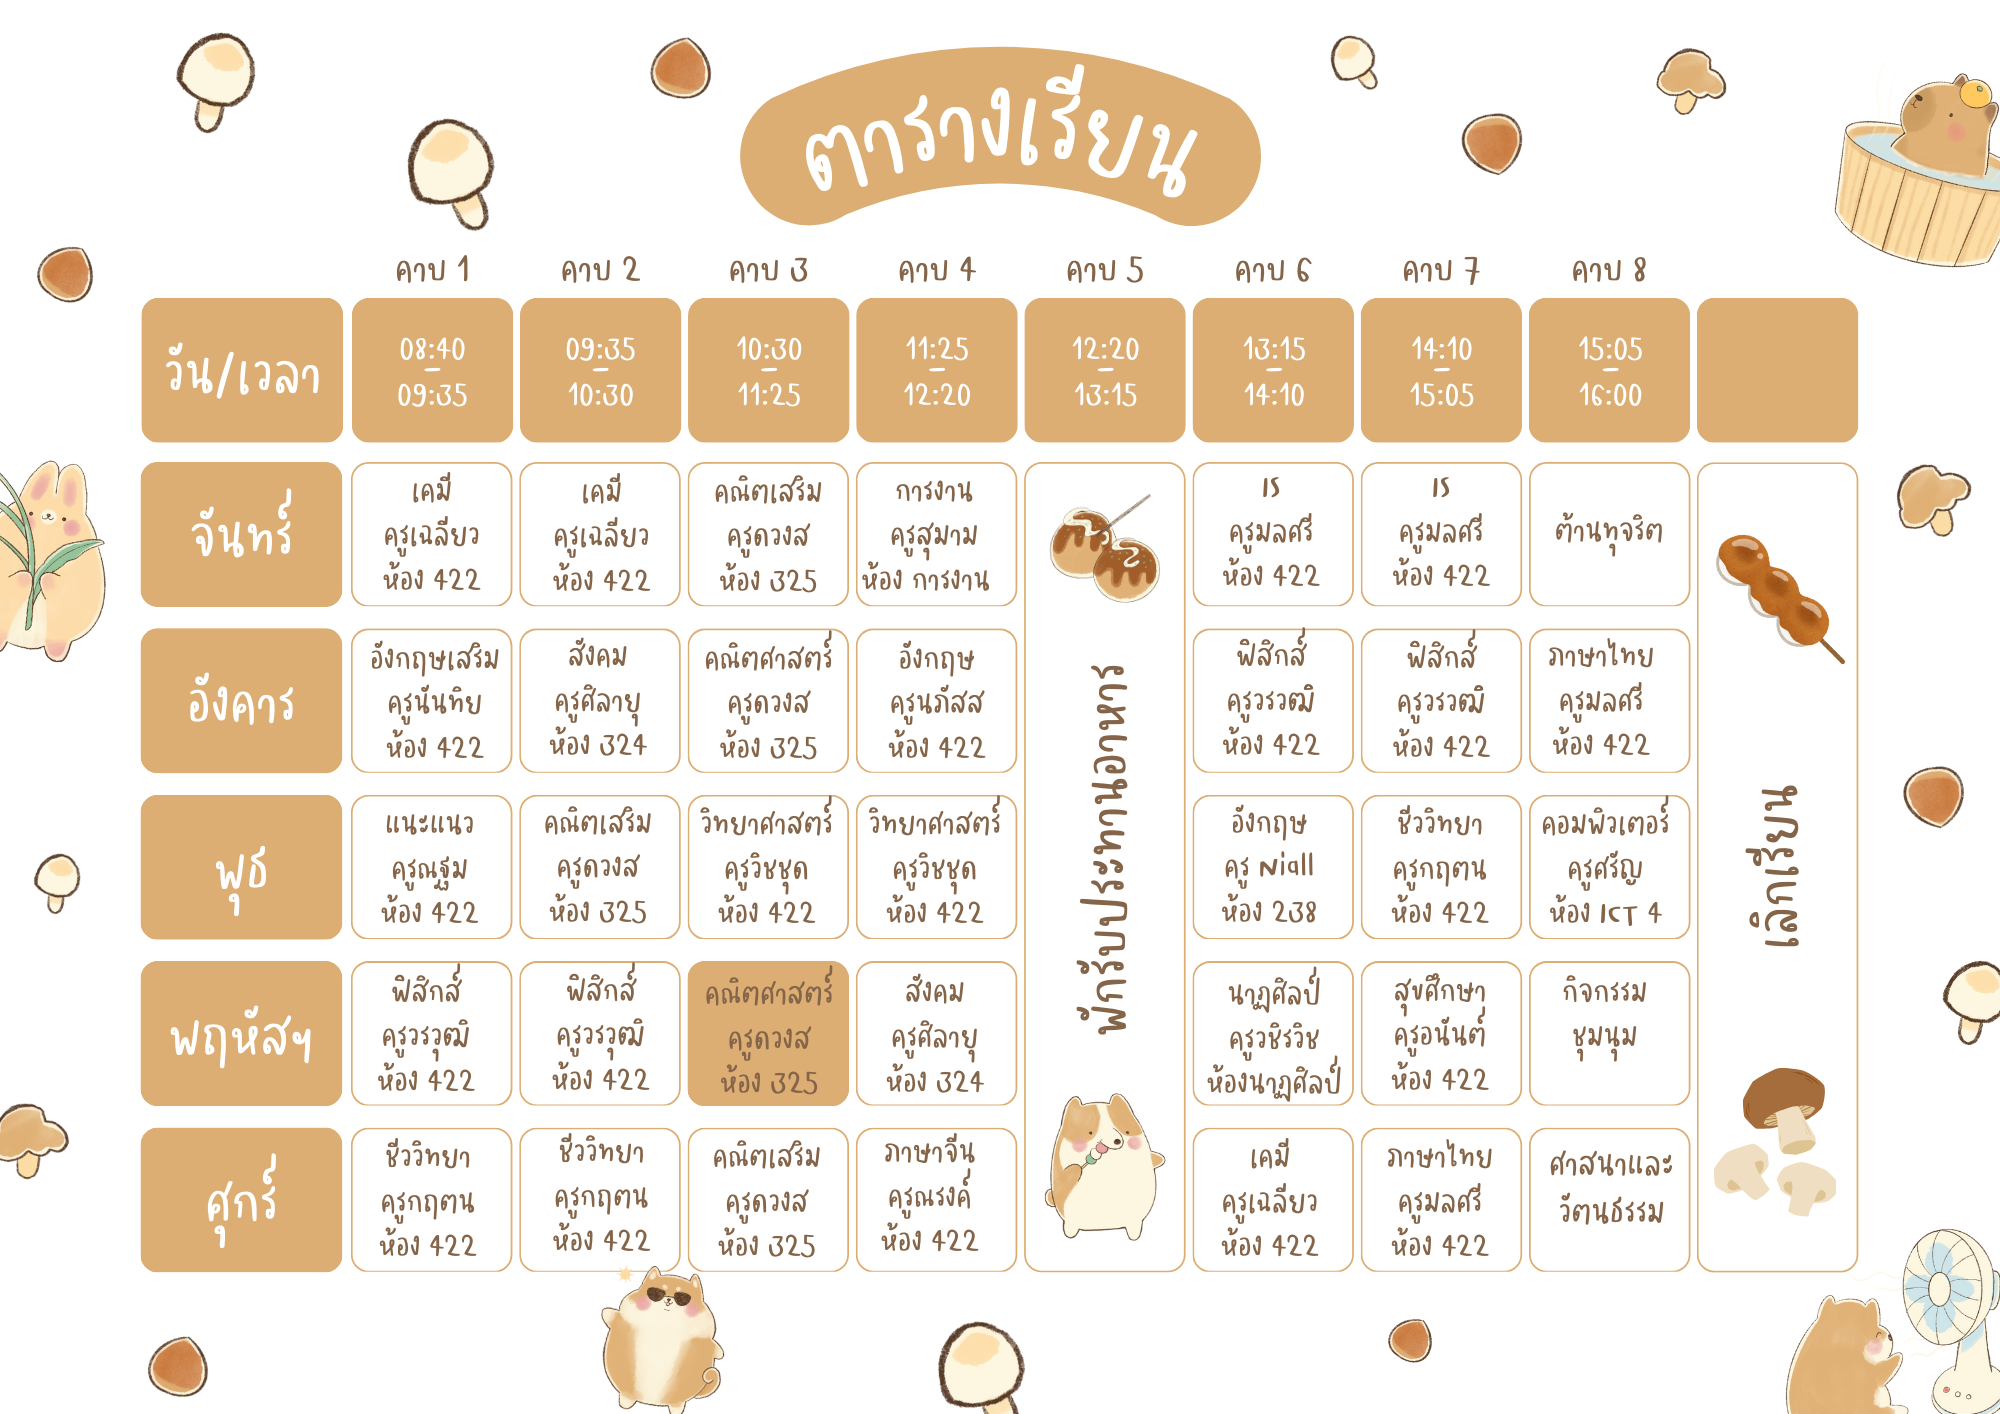 ตารางเรียน
คาบ 1
คาบ 2
คาบ 3
คาบ 4
คาบ 5
คาบ 6
คาบ 7
คาบ 8
วัน/เวลา
08:40
–
09:35
09:35
–
10:30
10:30
–
11:25
11:25
–
12:20
12:20
–
13:15
13:15
–
14:10
14:10
–
15:05
15:05
–
16:00
จันทร์
เคมี
ครูเฉลียว
ห้อง 422
เคมี
ครูเฉลียว
ห้อง 422
คณิตเสริม
ครูดวงส
ห้อง 325
การงาน
ครูสุมาม
ห้อง การงาน
พักรับประทานอาหาร
IS
ครูมลศรี
ห้อง 422
IS
ครูมลศรี
ห้อง 422
ต้านทุจริต
เลิกเรียน
อังคาร
อังกฤษเสริม
ครูนันทิย
ห้อง 422
สังคม
ครูศิลายุ
ห้อง 324
คณิตศาสตร์
ครูดวงส
ห้อง 325
อังกฤษ
ครูนภัสส
ห้อง 422
ฟิสิกส์
ครูวรวุฒิ
ห้อง 422
ฟิสิกส์
ครูวรวุฒิ
ห้อง 422
ภาษาไทย
ครูมลศรี
ห้อง 422
พุธ
แนะแนว
ครูณฐม
ห้อง 422
คณิตเสริม
ครูดวงส
ห้อง 325
วิทยาศาสตร์
ครูวิชชุด
ห้อง 422
วิทยาศาสตร์
ครูวิชชุด
ห้อง 422
อังกฤษ
ครู Niall
ห้อง 238
ชีววิทยา
ครูกฤตน
ห้อง 422
คอมพิวเตอร์
ครูศรัญ
ห้อง ICT 4
พฤหัสฯ
ฟิสิกส์
ครูวรวุฒิ
ห้อง 422
ฟิสิกส์
ครูวรวุฒิ
ห้อง 422
คณิตศาสตร์
ครูดวงส
ห้อง 325
สังคม
ครูศิลายุ
ห้อง 324
นาฏศิลป์
ครูวชิรวิช
ห้องนาฏศิลป์
สุขศึกษา
ครูอนันต์
ห้อง 422
กิจกรรม
ชุมนุม
ศุกร์
ชีววิทยา
ครูกฤตน
ห้อง 422
ชีววิทยา
ครูกฤตน
ห้อง 422
คณิตเสริม
ครูดวงส
ห้อง 325
ภาษาจีน
ครูณรงค์
ห้อง 422
เคมี
ครูเฉลียว
ห้อง 422
ภาษาไทย
ครูมลศรี
ห้อง 422
ศาสนาและ
วัฒนธรรม